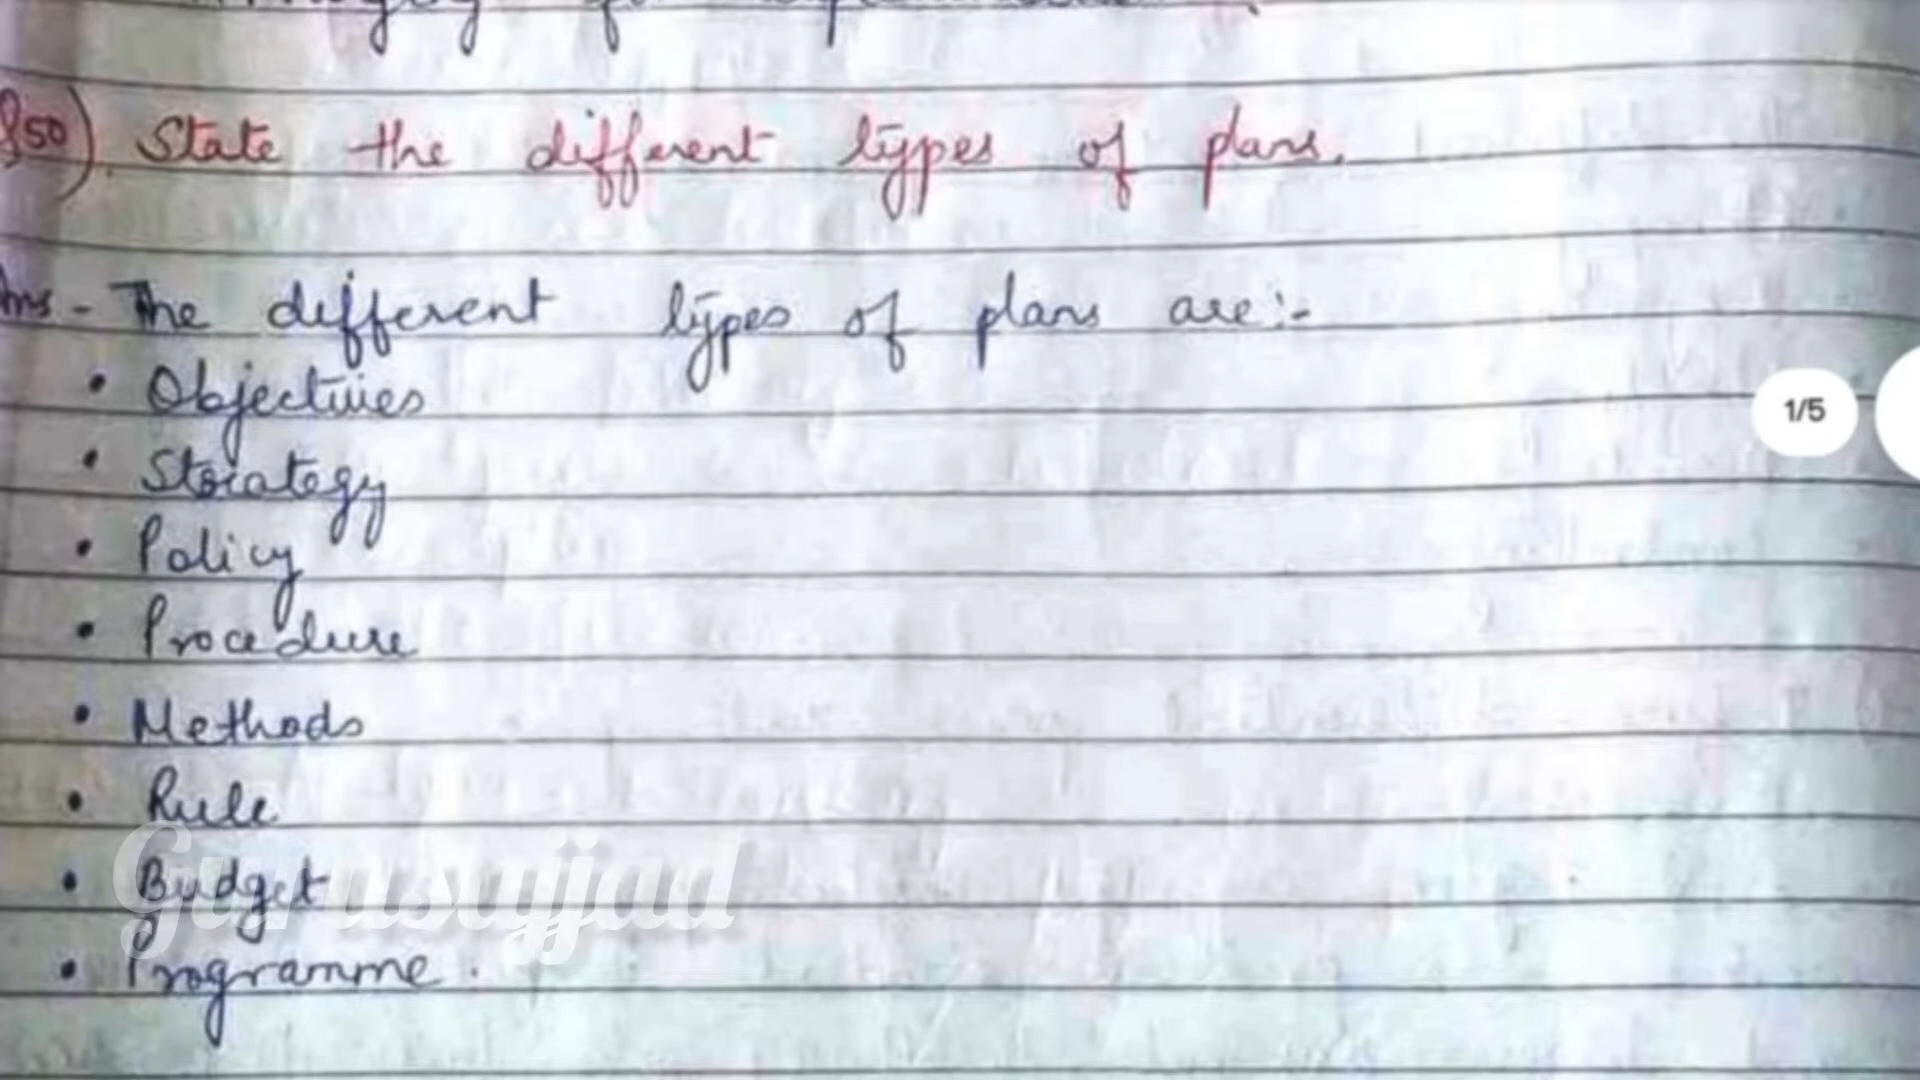 Q50). State the different types of plans.
Ans - The different types of plans are:-
• Objectives
• Strategy
• Policy
• Procedure
1/5
• Methods
• Rule
• Budget
Gurusajjad
• Programme.